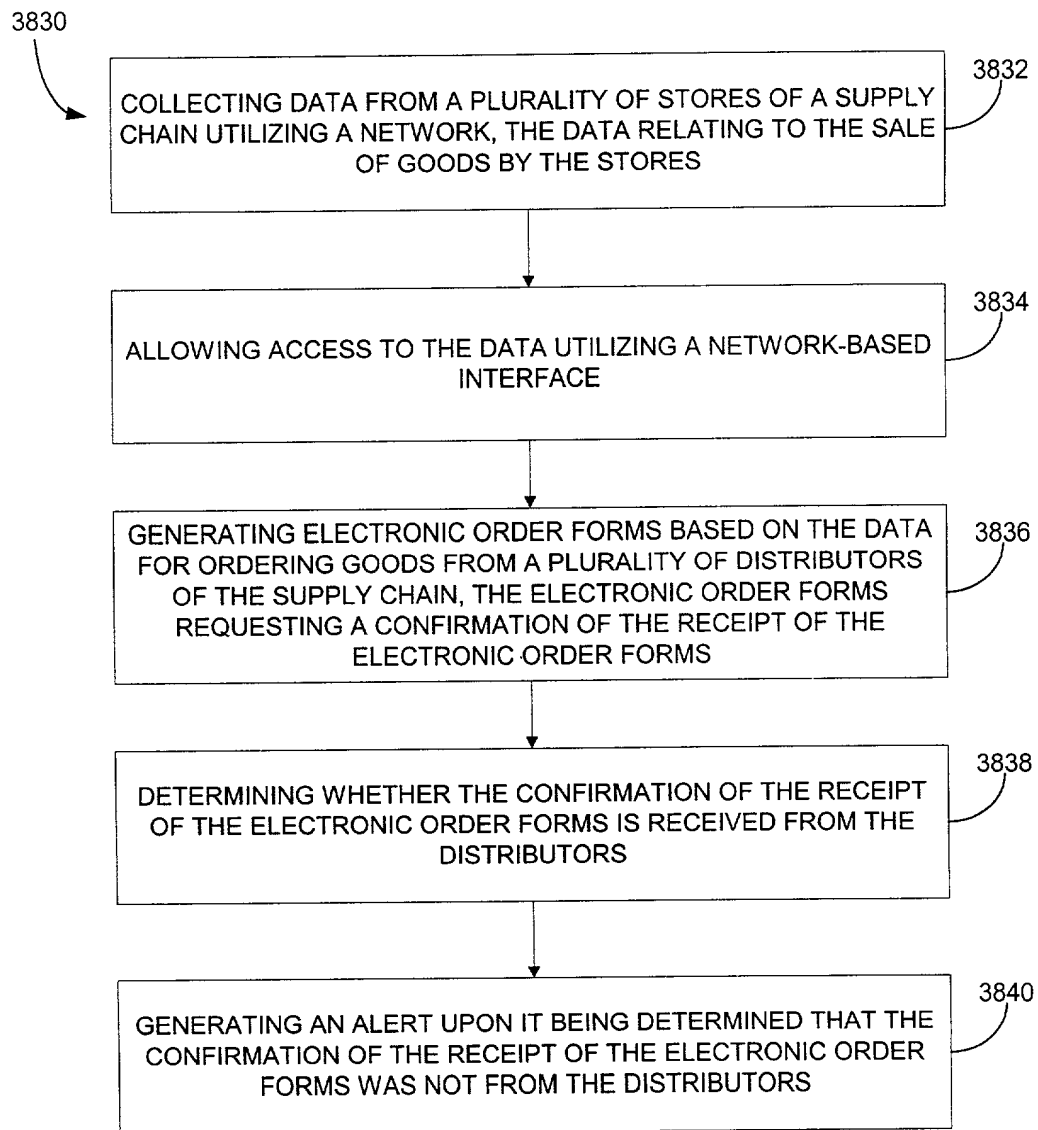 3830
3832
COLLECTING DATA FROM A PLURALITY OF STORES OF A SUPPLY
CHAIN UTILIZING A NETWORK, THE DATA RELATING TO THE SALE
OF GOODS BY THE STORES
3834
ALLOWING ACCESS TO THE DATA UTILIZING A NETWORK-BASED
INTERFACE
3836
GENERATING ELECTRONIC ORDER FORMS BASED ON THE DATA
FOR ORDERING GOODS FROM A PLURALITY OF DISTRIBUTORS
OF THE SUPPLY CHAIN, THE ELECTRONIC ORDER FORMS
REQUESTING A CONFIRMATION OF THE RECEIPT OF THE
ELECTRONIC ORDER FORMS
3838
DETERMINING WHETHER THE CONFIRMATION OF THE RECEIPT
OF THE ELECTRONIC ORDER FORMS IS RECEIVED FROM THE
DISTRIBUTORS
3840
GENERATING AN ALERT UPON IT BEING DETERMINED THAT THE
CONFIRMATION OF THE RECEIPT OF THE ELECTRONIC ORDER
FORMS WAS NOT FROM THE DISTRIBUTORS